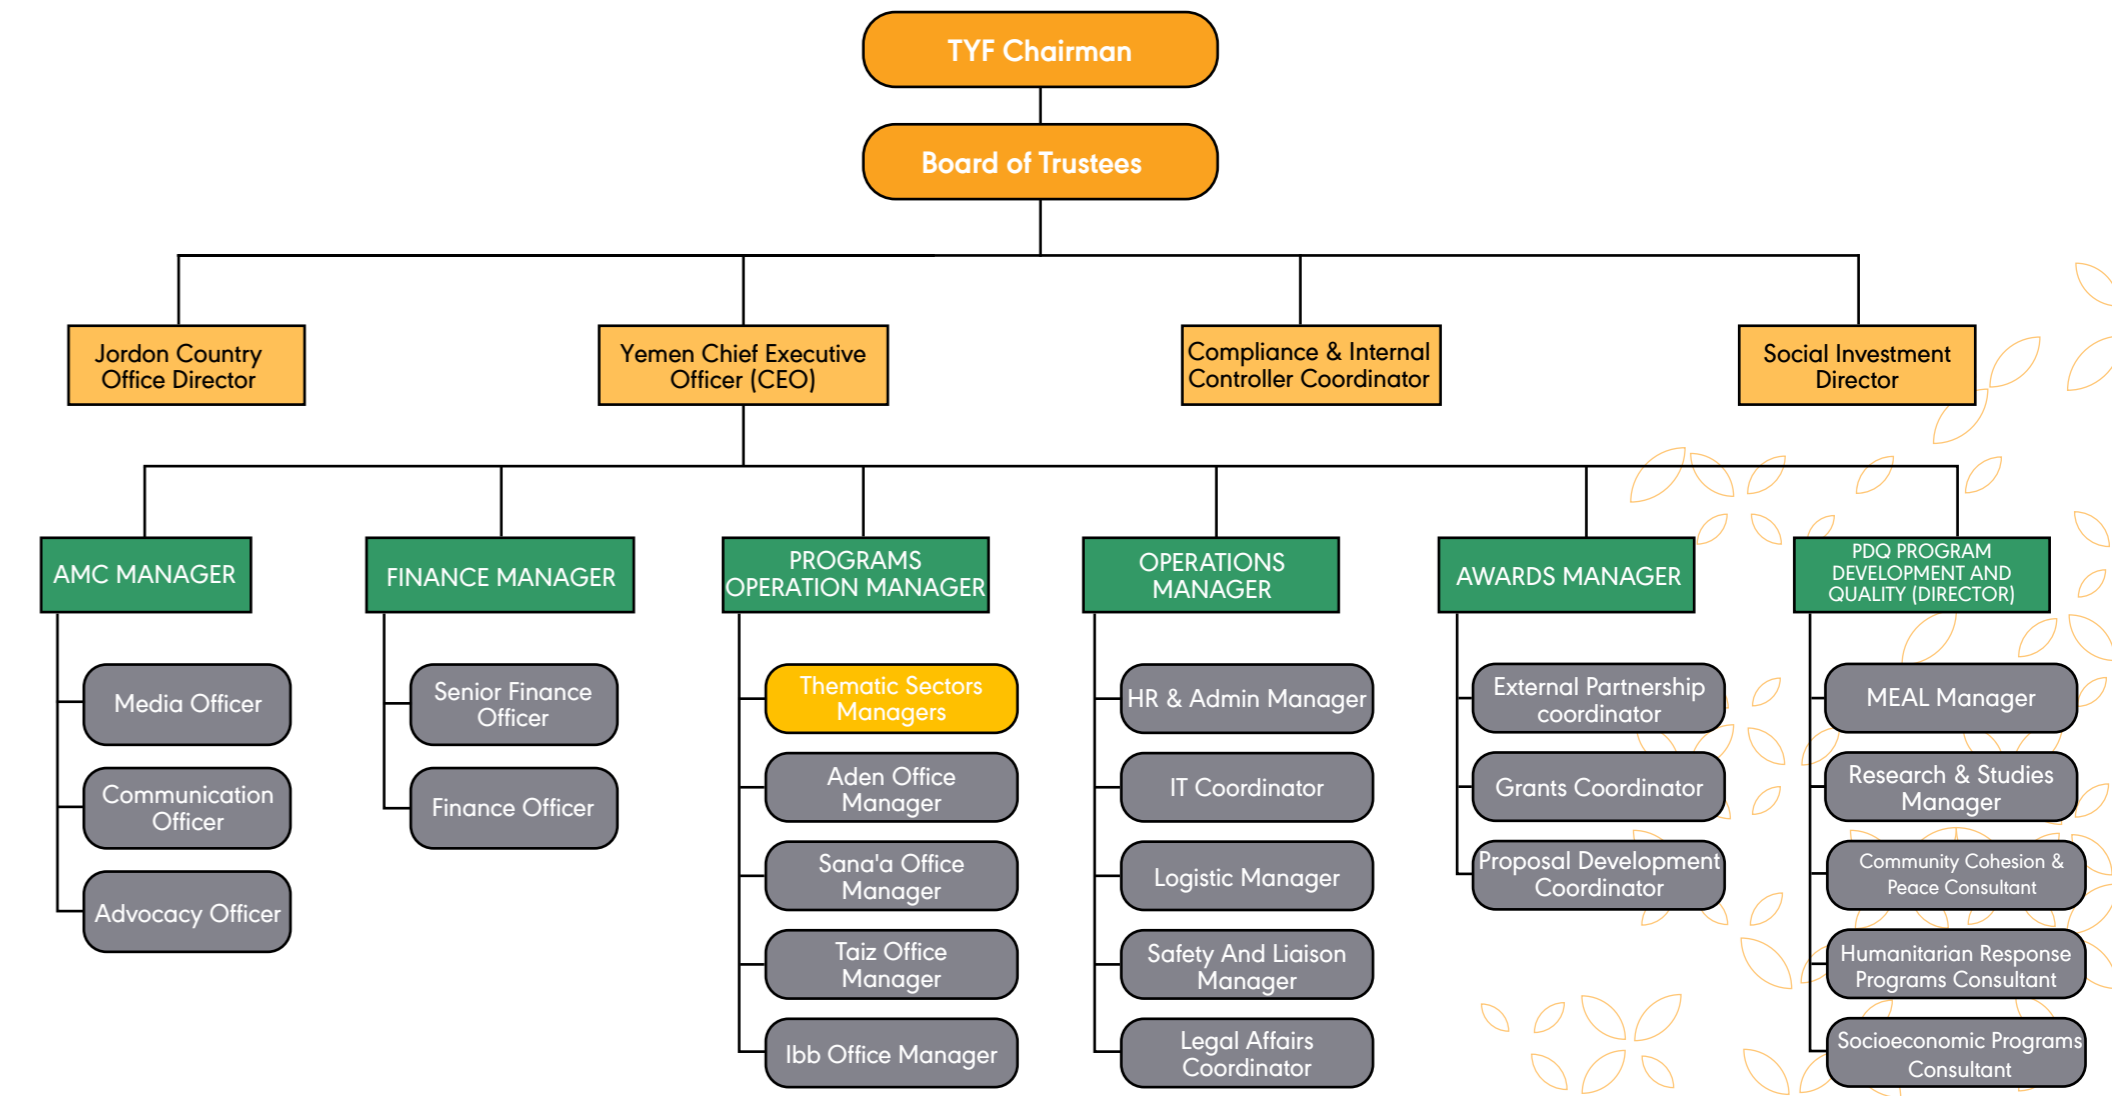 TYF Chairman
Board of Trustees
Jordon Country
Office Director
Yemen Chief Executive
Officer (CEO)
Compliance & Internal
Controller Coordinator
Social Investment
Director
AMC MANAGER
FINANCE MANAGER
PROGRAMS
OPERATION MANAGER
OPERATIONS
MANAGER
AWARDS MANAGER
PDQ PROGRAM
DEVELOPMENT AND
QUALITY (DIRECTOR)
Media Officer
Communication
Officer
Advocacy Officer
Senior Finance
Officer
Finance Officer
Thematic Sectors
Managers
Aden Office
Manager
Sana'a Office
Manager
Taiz Office
Manager
Ibb Office Manager
HR & Admin Manager
IT Coordinator
Logistic Manager
Safety And Liaison
Manager
Legal Affairs
Coordinator
External Partnership
coordinator
Grants Coordinator
Proposal Development
Coordinator
MEAL Manager
Research & Studies
Manager
Community Cohesion &
Peace Consultant
Humanitarian Response
Programs Consultant
Socioeconomic Programs
Consultant